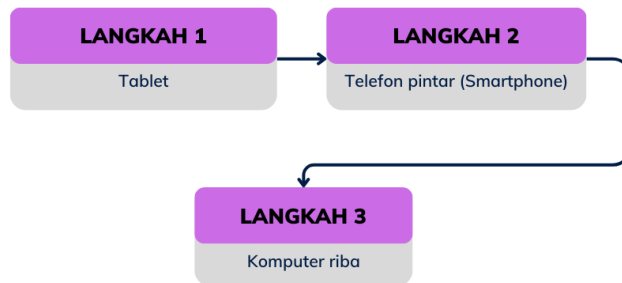 LANGKAH 1
Tablet
LANGKAH 2
Telefon pintar (Smartphone)
LANGKAH 3
Komputer riba